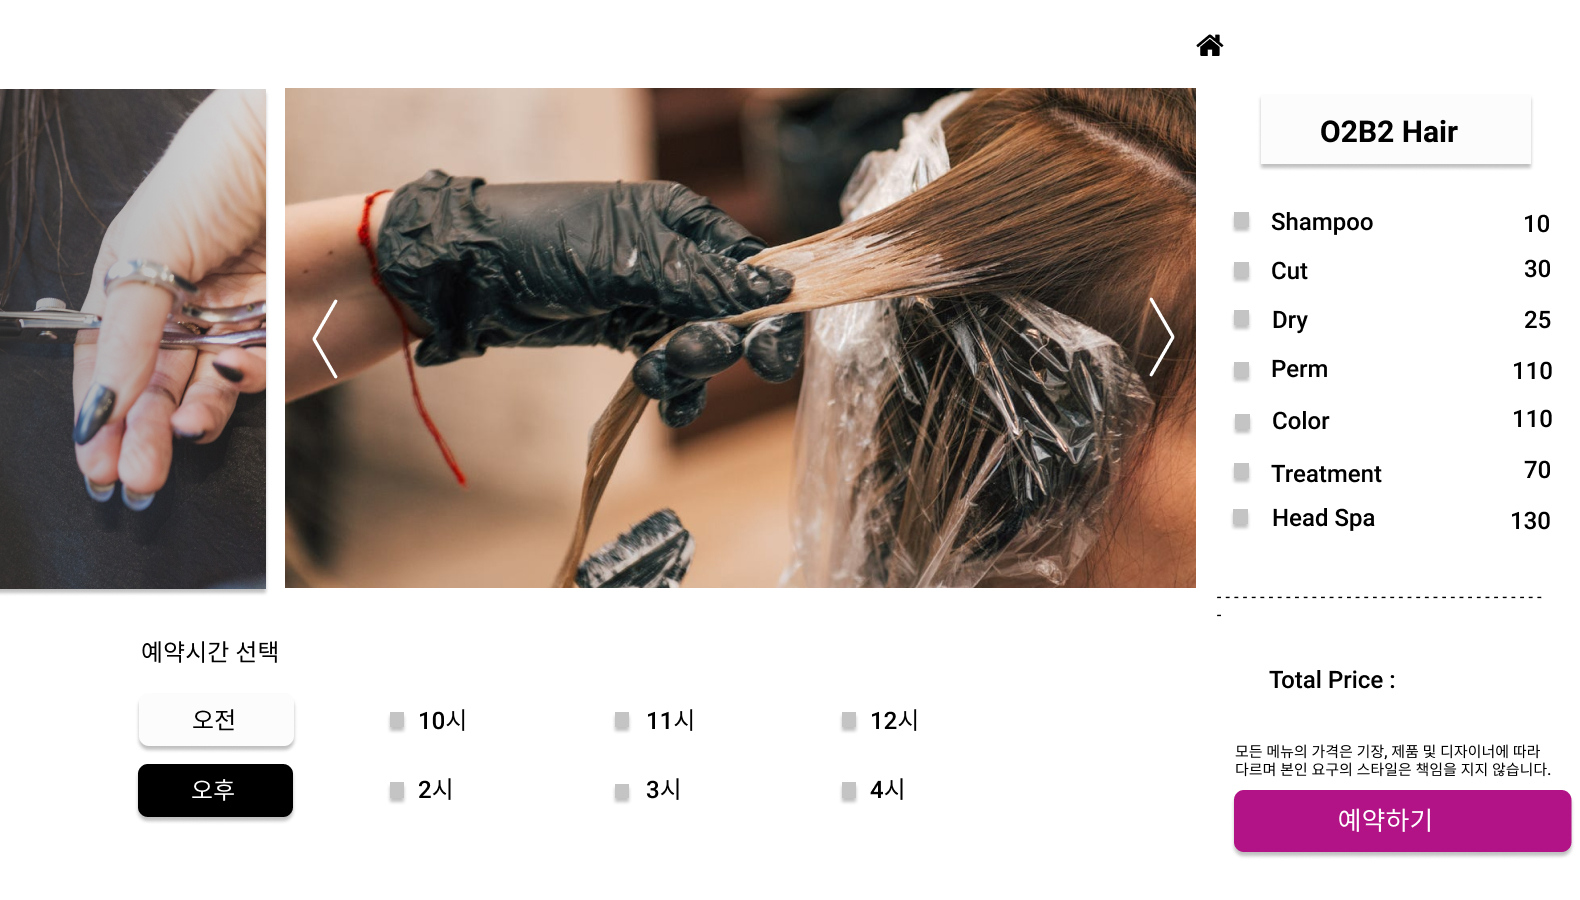 O2B2 Hair
Shampoo 10
Cut 30
Dry 25
Perm 110
Color 110
Treatment 70
Head Spa 130
- - - - - - - - - - - - - - - - - - - - - - - - - - - - - - - - - - - - - -
-
Total Price :
모든 메뉴의 가격은 기장, 제품 및 디자이너에 따라
다르며 본인 요구의 스타일은 책임을 지지 않습니다.
예약하기
예약시간 선택
오전 10시 11시 12시
오후 2시 3시 4시